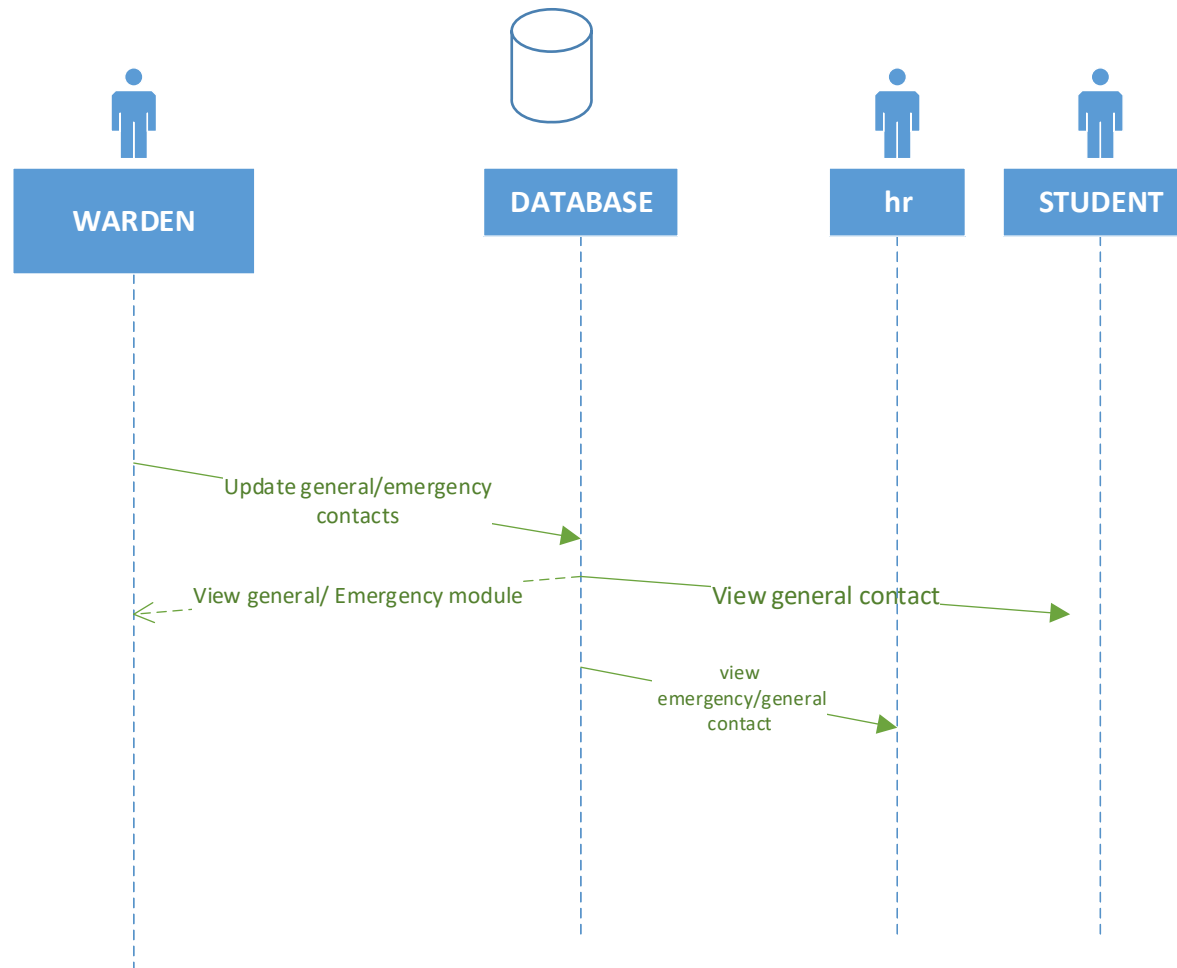 WARDEN
DATABASE
hr
STUDENT
Update general/emergency
contacts
View general/ Emergency module
View general contact
view
emergency/general
contact